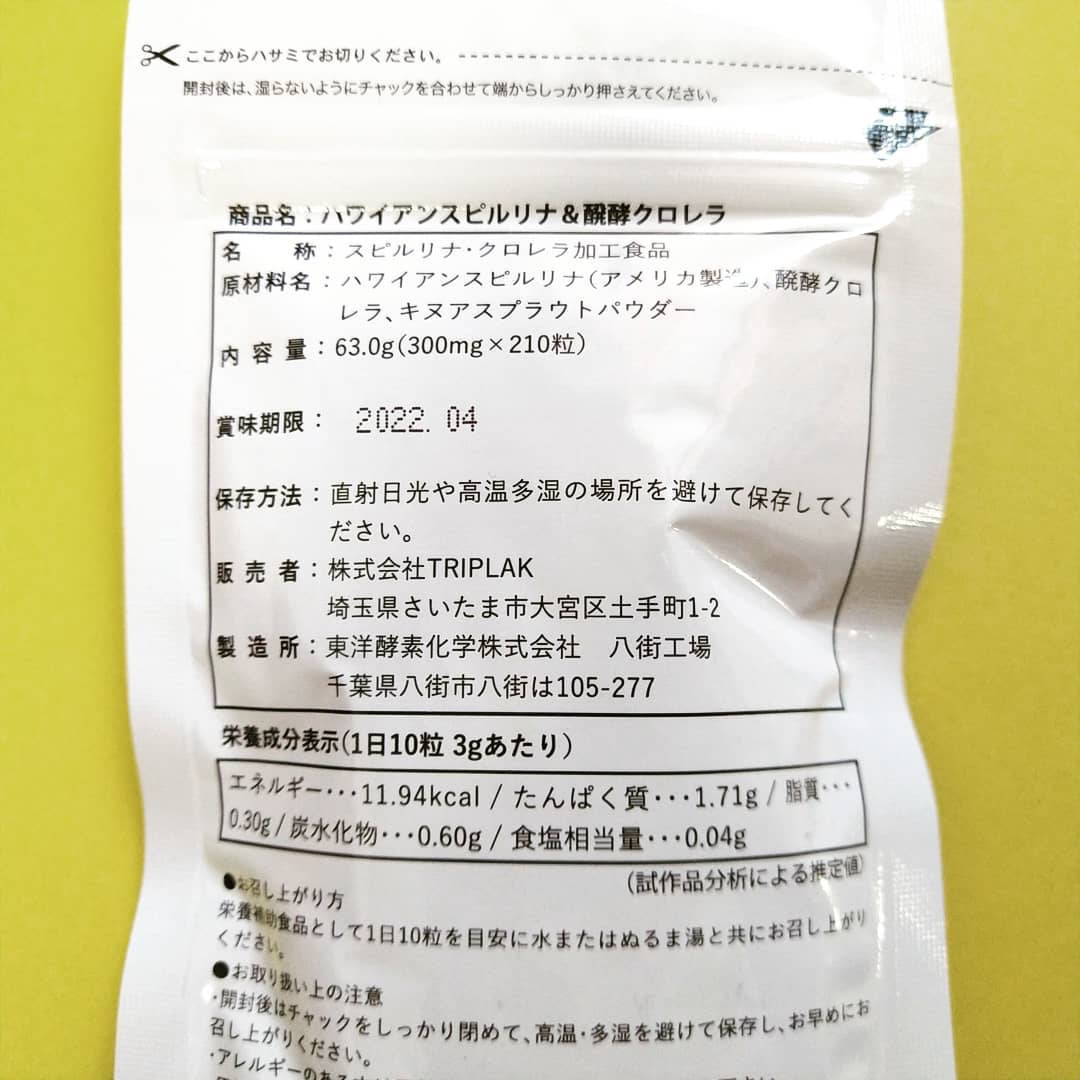 ここからハサミでお切りください。
開封後は、湿らないようにチャックを合わせて端からしっかり押さえてください。
商品名：ハワイアンスピルリナ＆醗酵クロレラ
名　称：スピルリナ・クロレラ加工食品
原材料名：ハワイアンスピルリナ（アメリカ製造）、醗酵クロ
レラ、キヌアスプラウトパウダー
内容量：63.0g（300mg×210粒）
賞味期限：2022.04
保存方法：直射日光や高温多湿の場所を避けて保存してく
ださい。
販売者：株式会社TRIPLAK
埼玉県さいたま市大宮区土手町1-2
製造所：東洋酵素化学株式会社　八街工場
千葉県八街市八街は105-277
栄養成分表示（1日10粒 3gあたり）
エネルギー･･･11.94kcal / たんぱく質･･･1.71g / 脂質･･･
0.30g / 炭水化物･･･0.60g / 食塩相当量･･･0.04g
（試作品分析による推定値）
●お召し上がり方
栄養補助食品として1日10粒を目安に水またはぬるま湯と共にお召し上がり
ください。
●お取り扱い上の注意
・開封後はチャックをしっかり閉めて、高温・多湿を避けて保存し、お早めにお
召し上がりください。
・アレルギーのある